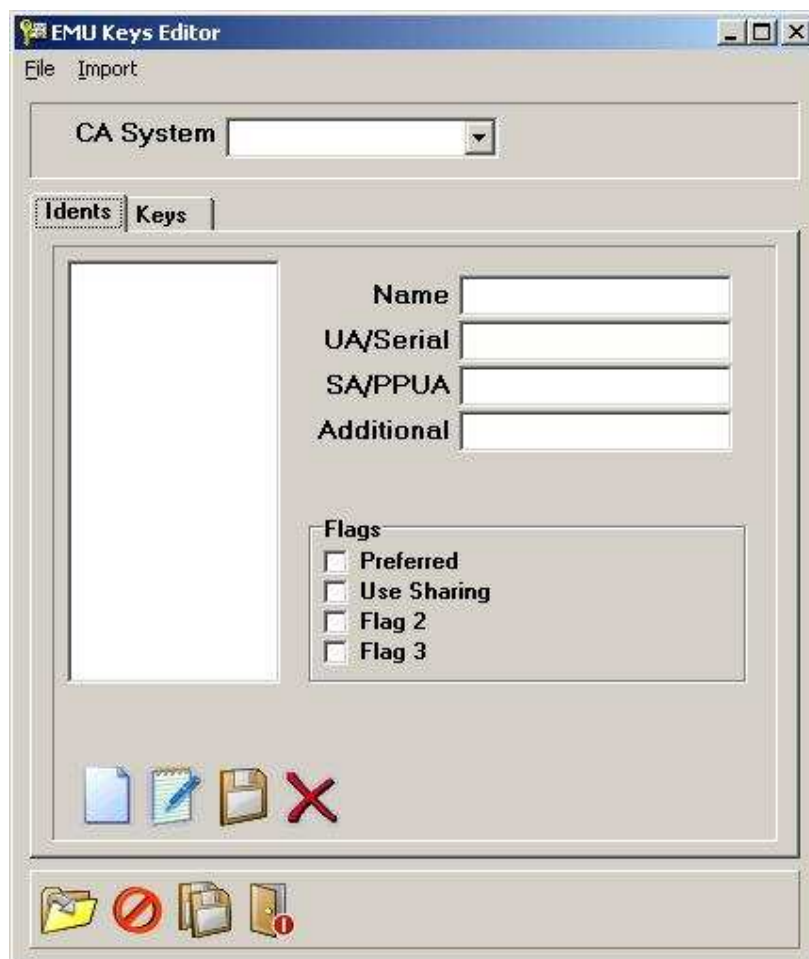 EMU Keys Editor
File Import
CA System
Idents Keys
Name
UA/Serial
SA/PPUA
Additional
Flags
Preferred
Use Sharing
Flag 2
Flag 3